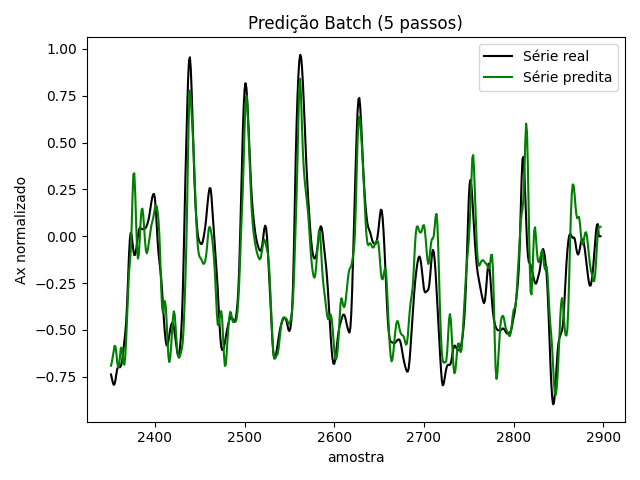 Predição Batch (5 passos)
Série real
Série predita
Ax normalizado
1.00
0.75
0.50
0.25
0.00
−0.25
−0.50
−0.75
2400 2500 2600 2700 2800 2900
amostra